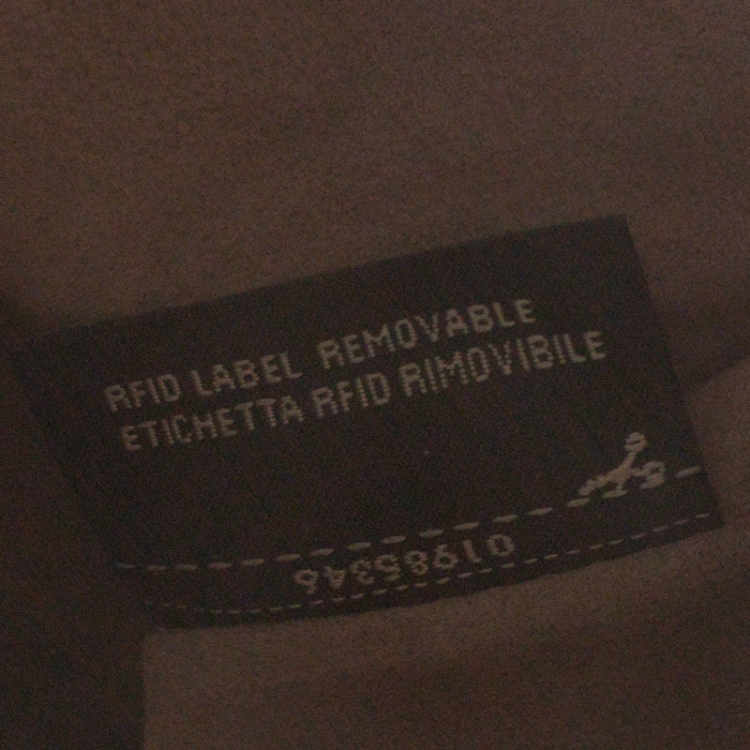 RFID LABEL REMOVABLE
ETICHETTA RFID RIMOVIBILE
01985346